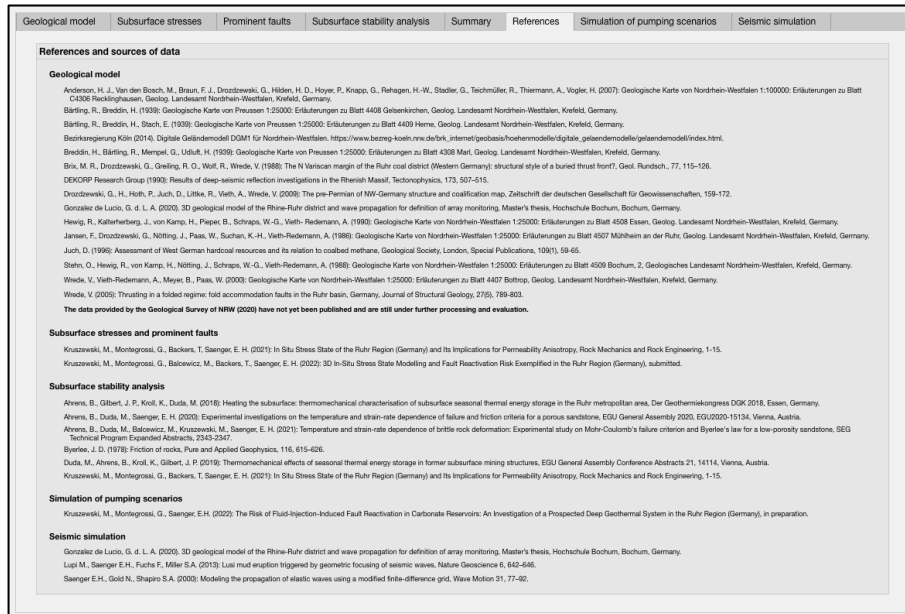 Geological model Subsurface stresses Prominent faults Subsurface stability analysis Summary References Simulation of pumping scenarios Seismic simulation
References and sources of data
Geological model
Anderson, H. J., Van den Bosch, M., Braun, F. J., Drozdzewski, G., Hilden, H. D., Hoyer, P., Knapp, G., Rehagen, H.-W., Stadler, G., Teichmüller, R., Thiermann, A., Vogler, H. (2007): Geologische Karte von Nordrhein-Westfalen 1:100000: Erläuterungen zu Blatt
C4306 Recklinghausen, Geolog. Landesamt Nordrhein-Westfalen, Krefeld, Germany.
Bärtling, R., Breddin, H. (1939): Geologische Karte von Preussen 1:25000: Erläuterungen zu Blatt 4408 Gelsenkirchen, Geolog. Landesamt Nordrhein-Westfalen, Krefeld, Germany.
Bärtling, R., Breddin, H., Stach, E. (1939): Geologische Karte von Preussen 1:25000: Erläuterungen zu Blatt 4409 Herne, Geolog. Landesamt Nordrhein-Westfalen, Krefeld, Germany.
Bezirksregierung Köln (2014). Digitale Geländemodell DGM1 für Nordrhein-Westfalen. https://www.bezreg-koeln.nrw.de/brk_internet/geobasis/hoehenmodelle/digitale_gelaendemodelle/gelaendemodell/index.html.
Breddin, H., Bärtling, R., Mempel, G., Udluft, H. (1939): Geologische Karte von Preussen 1:25000: Erläuterungen zu Blatt 4308 Marl, Geolog. Landesamt Nordrhein-Westfalen, Krefeld, Germany.
Brix, M. R., Drozdzewski, G., Greiling, R. O., Wolf, R., Wrede, V. (1988): The N Variscan margin of the Ruhr coal district (Western Germany): structural style of a buried thrust front?, Geol. Rundsch., 77, 115–126.
DEKORP Research Group (1990): Results of deep-seismic reflection investigations in the Rhenish Massif, Tectonophysics, 173, 507–515.
Drozdzewski, G., H., Hoth, P., Juch, D., Littke, R., Vieth, A., Wrede, V. (2009): The pre-Permian of NW-Germany structure and coalification map, Zeitschrift der deutschen Gesellschaft für Geowissenschaften, 159-172.
Gonzalez de Lucio, G. d. L. A. (2020). 3D geological model of the Rhine-Ruhr district and wave propagation for definition of array monitoring, Master's thesis, Hochschule Bochum, Bochum, Germany.
Hewig, R., Kalterherberg, J., von Kamp, H., Pieper, B., Schraps, W.-G., Vieth- Redemann, A. (1990): Geologische Karte von Nordrhein-Westfalen 1:25000: Erläuterungen zu Blatt 4508 Essen, Geolog. Landesamt Nordrhein-Westfalen, Krefeld, Germany.
Jansen, F., Drozdzewski, G., Nötting, J., Paas, W., Suchan, K.-H., Vieth-Redemann, A. (1986): Geologische Karte von Nordrhein-Westfalen 1:25000: Erläuterungen zu Blatt 4507 Mühlheim an der Ruhr, Geolog. Landesamt Nordrhein-Westfalen, Krefeld, Germany.
Juch, D. (1996): Assessment of West German hardcoal resources and its relation to coalbed methane, Geological Society, London, Special Publications, 109(1), 59-65.
Stehn, O., Hewig, R., von Kamp, H., Nötting, J., Schraps, W.-G., Vieth-Redemann, A. (1988): Geologische Karte von Nordrhein-Westfalen 1:25000: Erläuterungen zu Blatt 4509 Bochum, 2, Geologisches Landesamt Nordrheim-Westfalen, Krefeld, Germany.
Wrede, V., Vieth-Redemann, A., Meyer, B., Paas, W. (2000): Geologische Karte von Nordrhein-Westfalen 1:25000: Erläuterungen zu Blatt 4407 Bottrop, Geolog. Landesamt Nordrhein-Westfalen, Krefeld, Germany.
Wrede, V. (2005): Thrusting in a folded regime: fold accommodation faults in the Ruhr basin, Germany, Journal of Structural Geology, 27(5), 789-803.
The data provided by the Geological Survey of NRW (2020) have not yet been published and are still under further processing and evaluation.
Subsurface stresses and prominent faults
Kruszewski, M., Montegrossi, G., Backers, T, Saenger, E. H. (2021): In Situ Stress State of the Ruhr Region (Germany) and Its Implications for Permeability Anisotropy, Rock Mechanics and Rock Engineering, 1-15.
Kruszewski, M., Montegrossi, G., Balcewicz, M., Backers, T., Saenger, E. H. (2022): 3D In-Situ Stress State Modelling and Fault Reactivation Risk Exemplified in the Ruhr Region (Germany), submitted.
Subsurface stability analysis
Ahrens, B., Gilbert, J. P., Kroll, K., Duda, M. (2018): Heating the subsurface: thermochemical characterisation of subsurface seasonal thermal energy storage in the Ruhr metropolitan area, Der Geothermiekongress DGK 2018, Essen, Germany.
Ahrens, B., Duda, M., Saenger, E. H. (2020): Experimental investigations on the temperature and strain-rate dependence of failure and friction criteria for a porous sandstone, EGU General Assembly 2020, EGU2020-15134, Vienna, Austria.
Ahrens, B., Duda, M., Balcewicz, M., Kruszewski, M., Saenger, E. H. (2021): Temperature and strain-rate dependence of brittle rock deformation: Experimental study on Mohr-Coulomb's failure criterion and Byerlee's law for a low-porosity sandstone, SEG
Technical Program Expanded Abstracts, 2343-2347.
Byerlee, J. D. (1978): Friction of rocks, Pure and Applied Geophysics, 116, 615–626.
Duda, M., Ahrens, B., Kroll, K., Gilbert, J. P. (2019): Thermochemical effects of seasonal thermal energy storage in former subsurface mining structures, EGU General Assembly Conference Abstracts 21, 14114, Vienna, Austria.
Kruszewski, M., Montegrossi, G., Backers, T, Saenger, E. H. (2021): In Situ Stress State of the Ruhr Region (Germany) and Its Implications for Permeability Anisotropy, Rock Mechanics and Rock Engineering, 1-15.
Simulation of pumping scenarios
Kruszewski, M., Montegrossi, G., Saenger, E.H. (2022): The Risk of Fluid-Injection-Induced Fault Reactivation in Carbonate Reservoirs: An Investigation of a Prospected Deep Geothermal System in the Ruhr Region (Germany), in preparation.
Seismic simulation
Gonzalez de Lucio, G. d. L. A. (2020). 3D geological model of the Rhine-Ruhr district and wave propagation for definition of array monitoring, Master's thesis, Hochschule Bochum, Bochum, Germany.
Lupi M., Saenger E.H., Fuchs F., Miller S.A. (2013): Lusi mud eruption triggered by geometric focusing of seismic waves, Nature Geoscience 6, 642–646.
Saenger E.H., Gold N., Shapiro S.A. (2000): Modeling the propagation of elastic waves using a modified finite-difference grid, Wave Motion 31, 77–92.